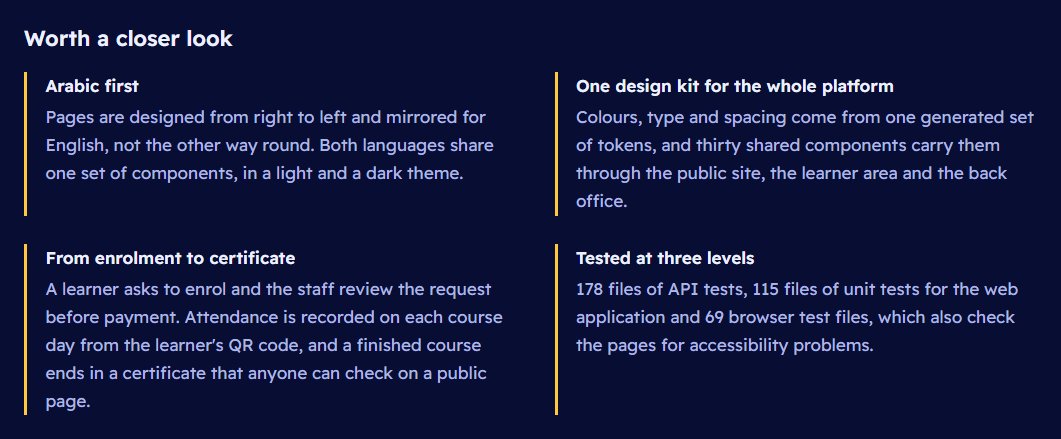 Worth a closer look
Arabic first
Pages are designed from right to left and mirrored for
English, not the other way round. Both languages share
one set of components, in a light and a dark theme.
One design kit for the whole platform
Colours, type and spacing come from one generated set
of tokens, and thirty shared components carry them
through the public site, the learner area and the back
office.
From enrolment to certificate
A learner asks to enrol and the staff review the request
before payment. Attendance is recorded on each course
day from the learner's QR code, and a finished course
ends in a certificate that anyone can check on a public
page.
Tested at three levels
178 files of API tests, 115 files of unit tests for the web
application and 69 browser test files, which also check
the pages for accessibility problems.